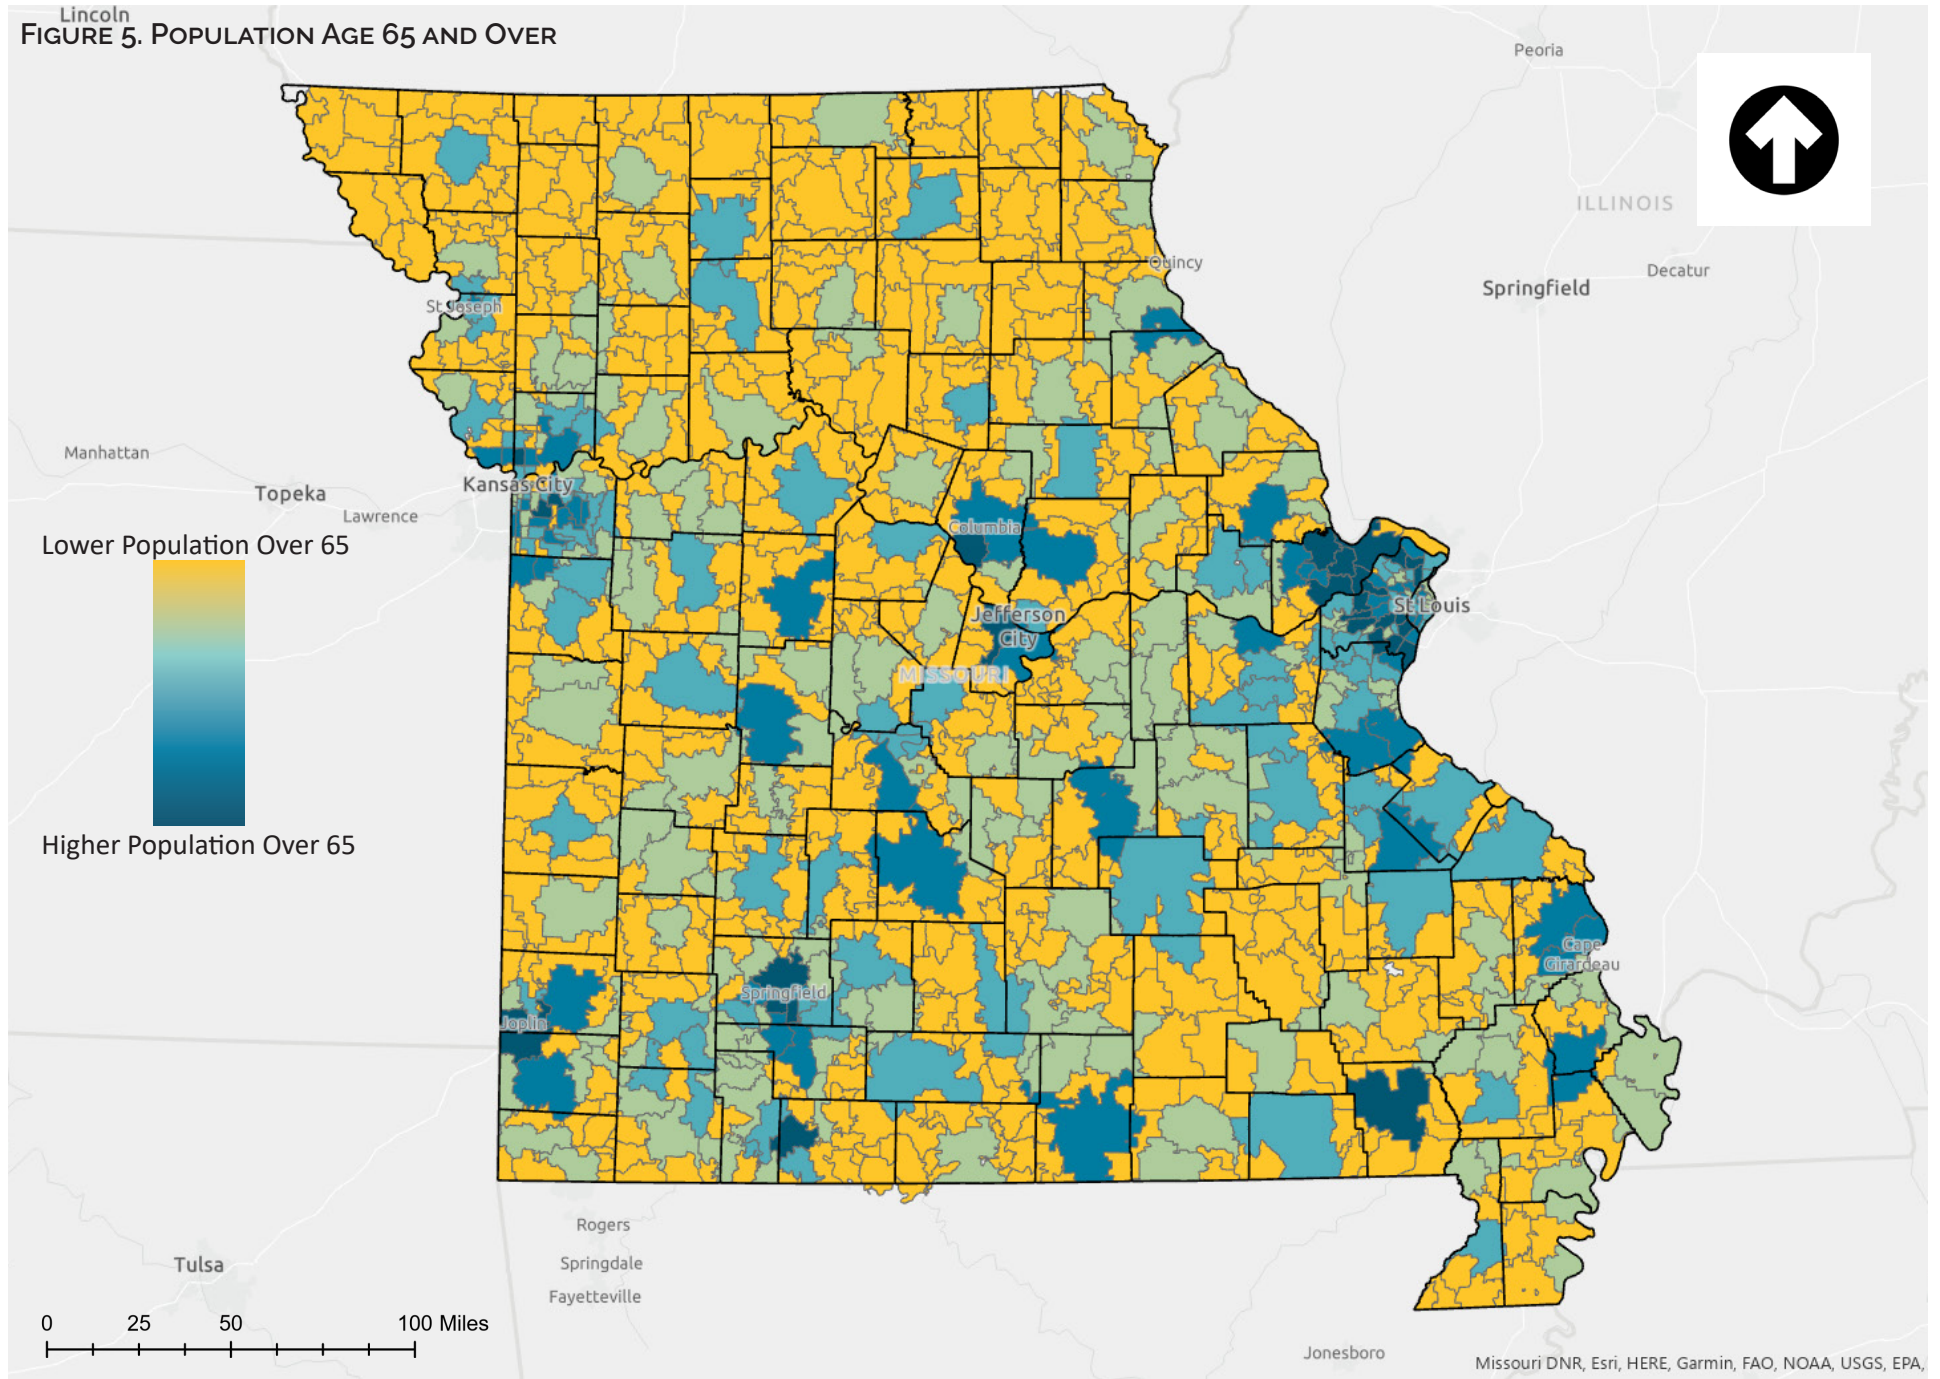 Lincoln
FIGURE 5. POPULATION AGE 65 AND OVER
Peoria
ILLINOIS
Quincy
Decatur
Springfield
St Joseph
Manhattan
Kansas City
Topeka
Lawrence
Columbia
Lower Population Over 65
St Louis
Jefferson
City
MISSOURI
Higher Population Over 65
Cape
Girardeau
Springfield
Joplin
Rogers
Springdale
Tulsa
Fayetteville
0 25 50 100 Miles
Jonesboro
Missouri DNR, Esri, HERE, Garmin, FAO, NOAA, USGS, EPA,